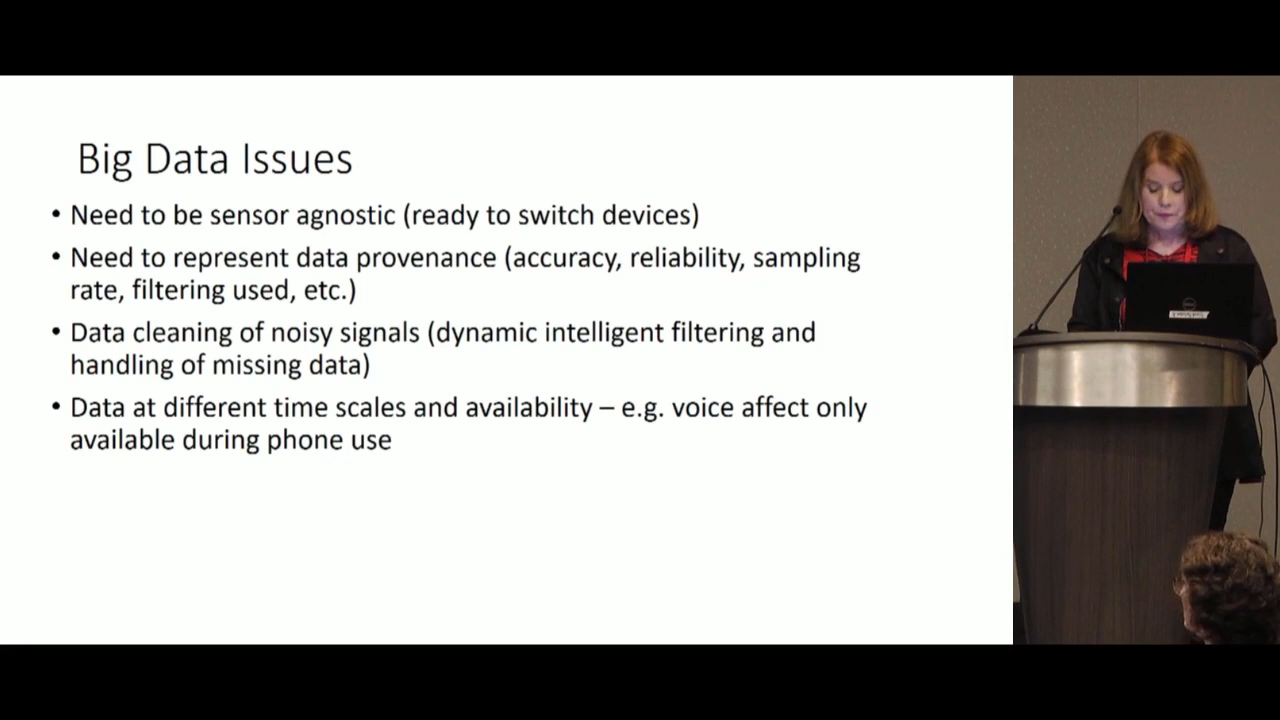 Big Data Issues
• Need to be sensor agnostic (ready to switch devices)
• Need to represent data provenance (accuracy, reliability, sampling
rate, filtering used, etc.)
• Data cleaning of noisy signals (dynamic intelligent filtering and
handling of missing data)
• Data at different time scales and availability – e.g. voice affect only
available during phone use